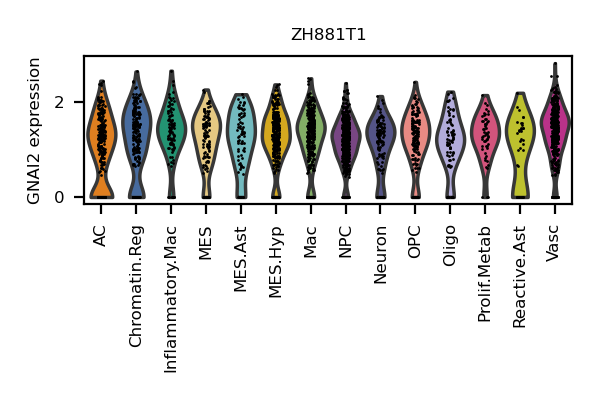 ZH881T1
GNAI2 expression
2
0
AC
Chromatin.Reg
Inflammatory.Mac
MES
MES.Ast
MES.Hyp
Mac
NPC
Neuron
OPC
Oligo
Prolif.Metab
Reactive.Ast
Vasc